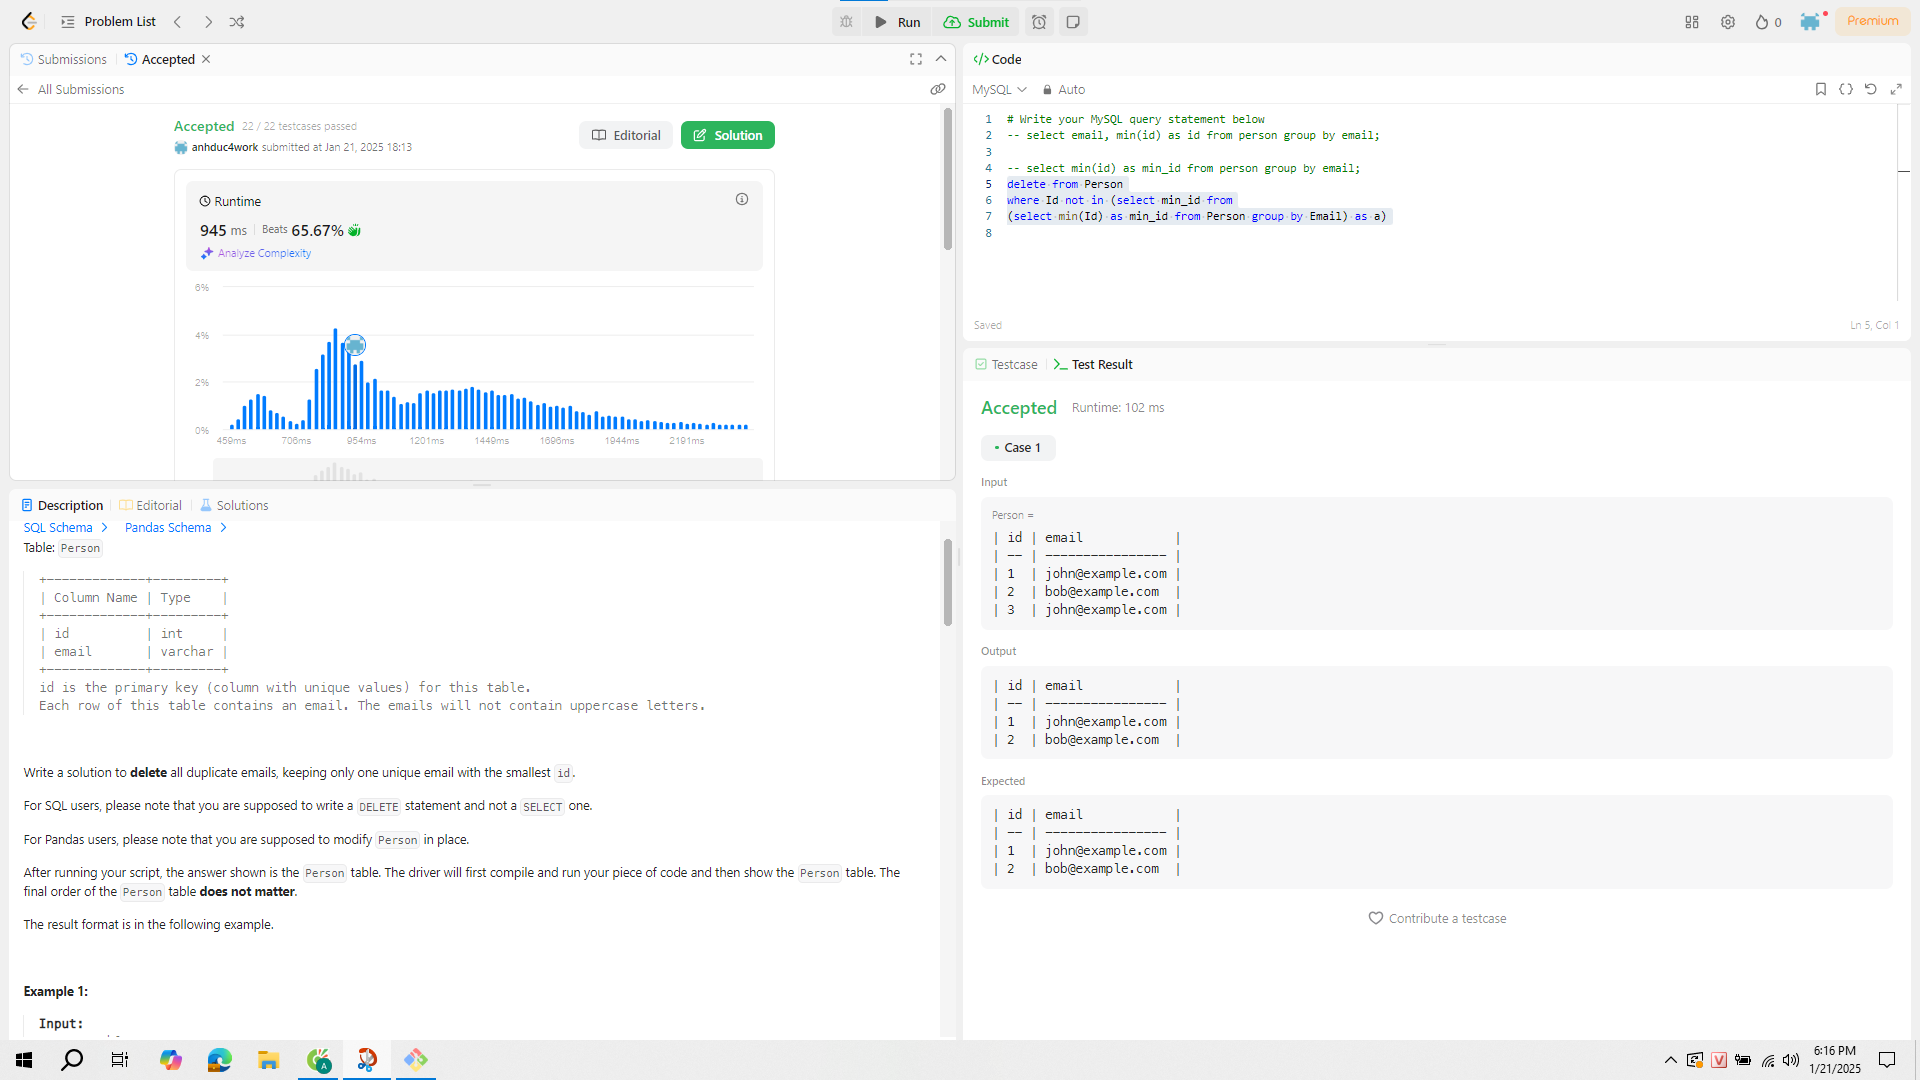 Problem List
Run
Submit
0
Premium
Submissions
Accepted
All Submissions
Accepted 22 / 22 testcases passed
anhduc4work submitted at Jan 21, 2025 18:13
Editorial
Solution
Runtime
945 ms Beats 65.67%
Analyze Complexity
6%
4%
2%
0%
459ms 706ms 954ms 1201ms 1449ms 1696ms 1944ms 2191ms
Description
Editorial
Solutions
SQL Schema
Pandas Schema
Table: Person
+-------------+---------+
| Column Name | Type    |
+-------------+---------+
| id          | int     |
| email       | varchar |
+-------------+---------+
id is the primary key (column with unique values) for this table.
Each row of this table contains an email. The emails will not contain uppercase letters.
Write a solution to delete all duplicate emails, keeping only one unique email with the smallest id.
For SQL users, please note that you are supposed to write a DELETE statement and not a SELECT one.
For Pandas users, please note that you are supposed to modify Person in place.
After running your script, the answer shown is the Person table. The driver will first compile and run your piece of code and then show the Person table. The
final order of the Person table does not matter.
The result format is in the following example.
Example 1:
Input:
Code
MySQL
Auto
1 # Write your MySQL query statement below
2 -- select email, min(id) as id from person group by email;
3
4 -- select min(id) as min_id from person group by email;
5 delete from Person
6 where Id not in (select min_id from
7 (select min(Id) as min_id from Person group by Email) as a)
8
Saved
Ln 5, Col 1
Testcase
Test Result
Accepted Runtime: 102 ms
Case 1
Input
Person =
| id | email            |
| -- | ---------------- |
| 1  | john@example.com |
| 2  | bob@example.com  |
| 3  | john@example.com |
Output
| id | email            |
| -- | ---------------- |
| 1  | john@example.com |
| 2  | bob@example.com  |
Expected
| id | email            |
| -- | ---------------- |
| 1  | john@example.com |
| 2  | bob@example.com  |
Contribute a testcase
A
V
6:16 PM
1/21/2025